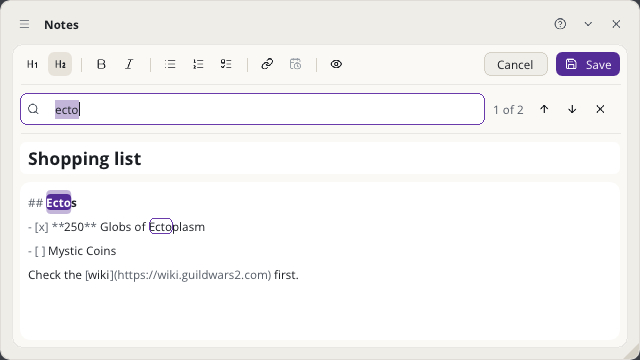 Notes
H1 H2 B I Cancel Save
ecto 1 of 2
Shopping list
## Ectos
- [x] **250** Globs of Ectoplasm
- [ ] Mystic Coins
Check the [wiki](https://wiki.guildwars2.com) first.